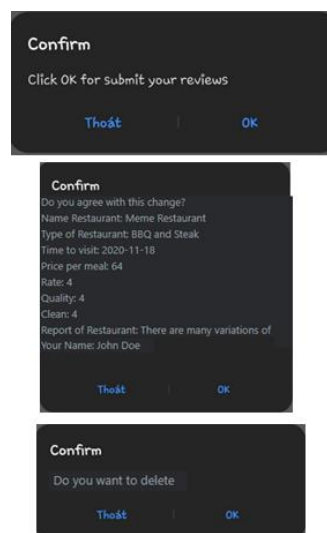 Confirm
Click OK for submit your reviews
Thoát OK
Confirm
Do you agree with this change?
Name Restaurant: Meme Restaurant
Type of Restaurant: BBQ and Steak
Time to visit: 2020-11-18
Price per meal: 64
Rate: 4
Quality: 4
Clean: 4
Report of Restaurant: There are many variations of
Your Name: John Doe
Thoát OK
Confirm
Do you want to delete
Thoát OK